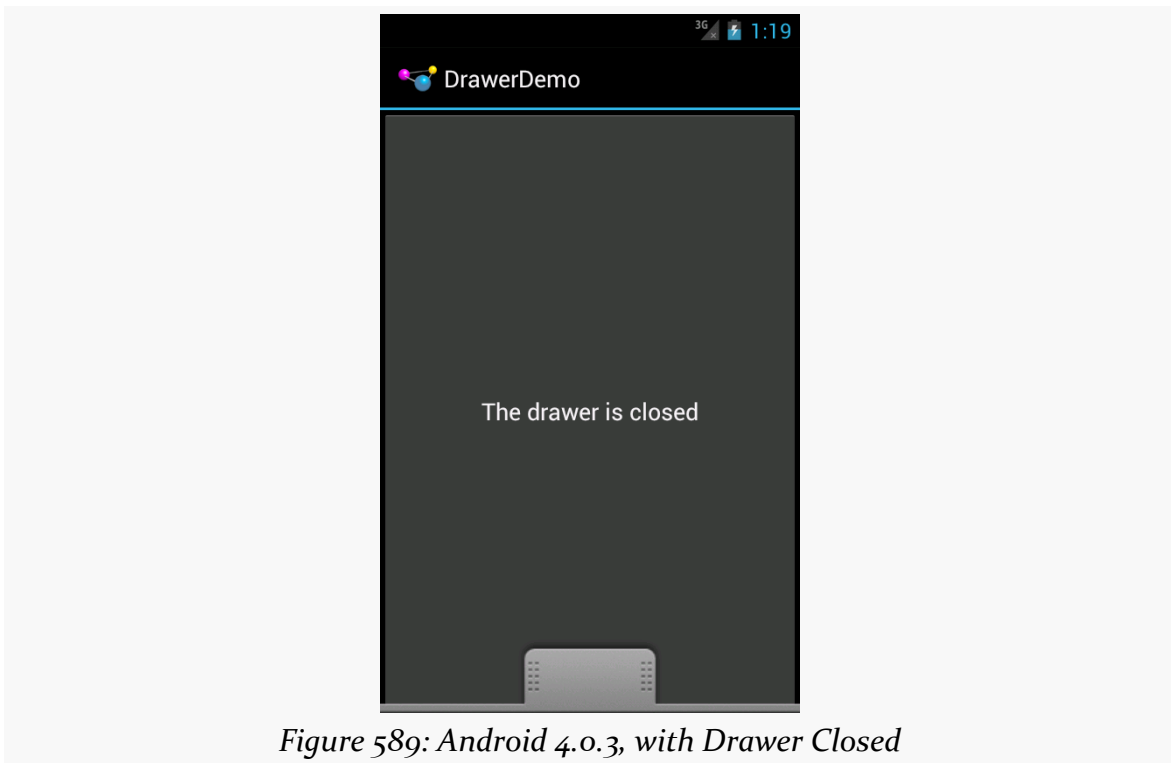 3G
1:19
DrawerDemo
The drawer is closed
Figure 589: Android 4.0.3, with Drawer Closed